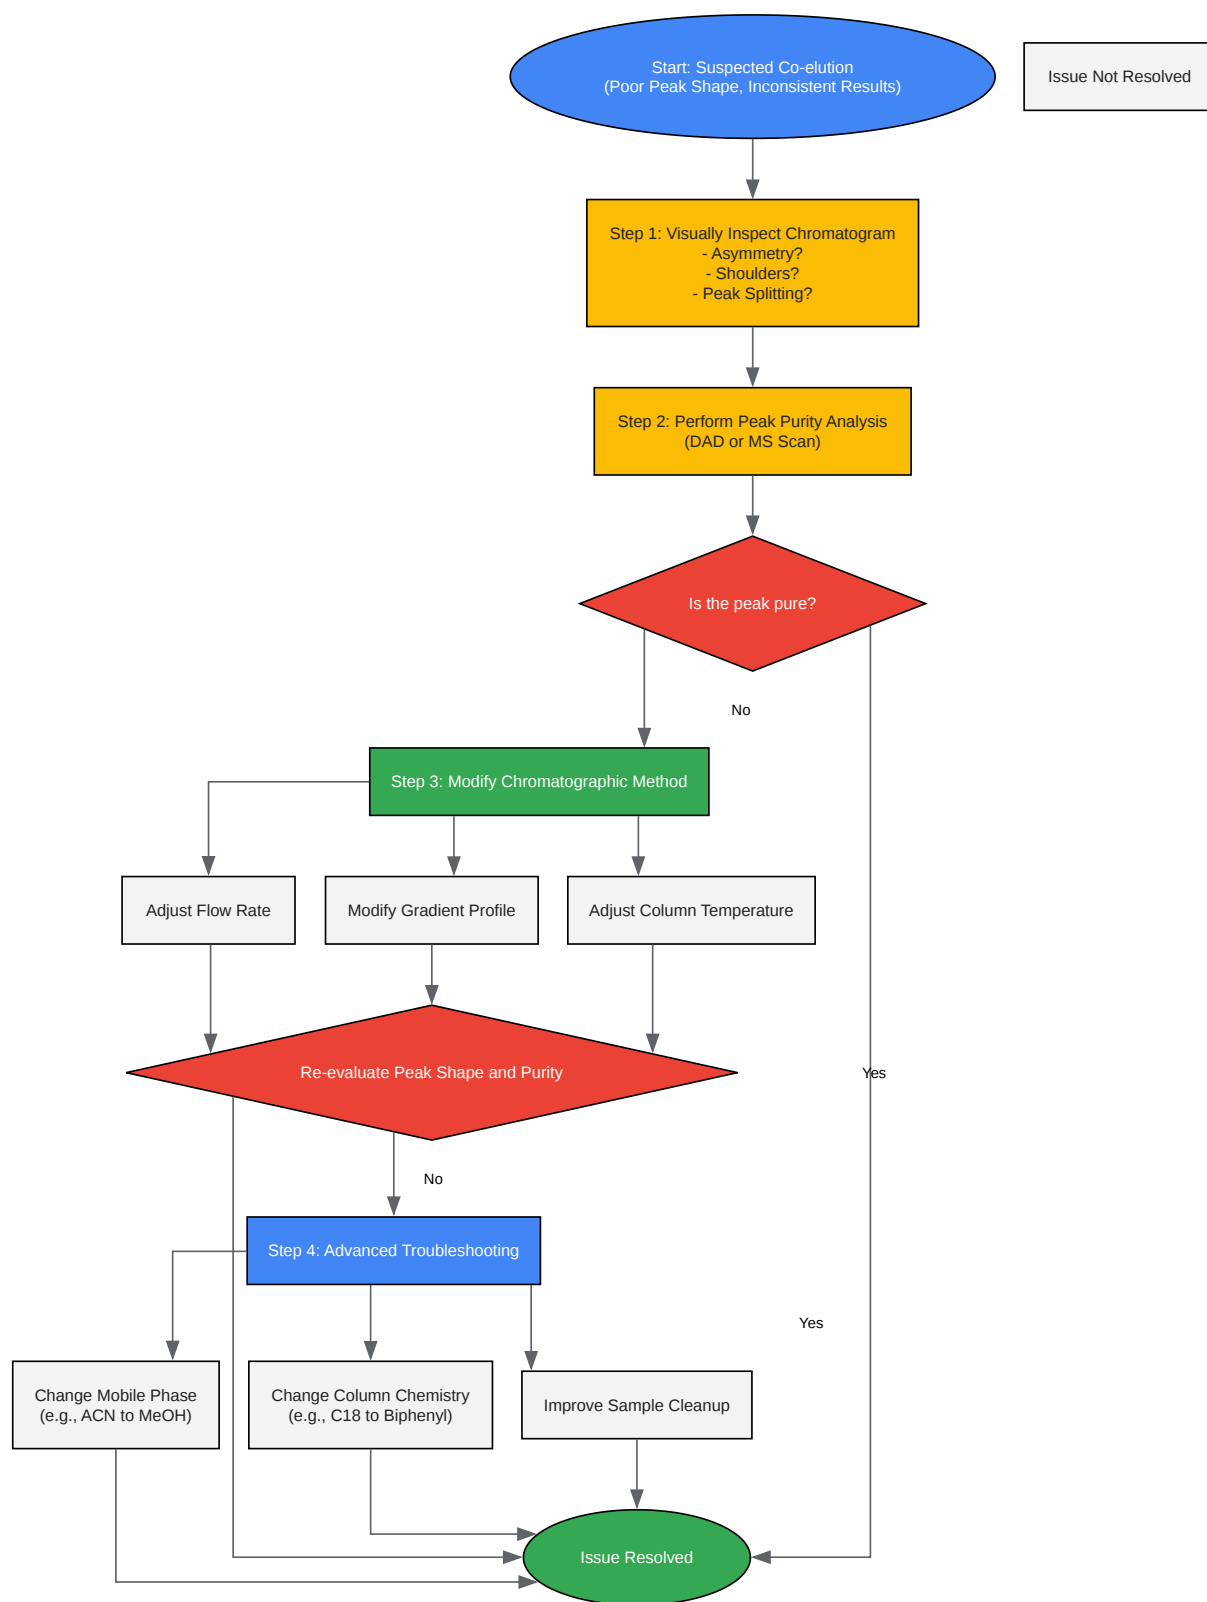 Start: Suspected Co-elution
(Poor Peak Shape, Inconsistent Results)
Issue Not Resolved
Step 1: Visually Inspect Chromatogram
- Asymmetry?
- Shoulders?
- Peak Splitting?
Step 2: Perform Peak Purity Analysis
(DAD or MS Scan)
Is the peak pure?
No
Step 3: Modify Chromatographic Method
Adjust Flow Rate
Modify Gradient Profile
Adjust Column Temperature
Re-evaluate Peak Shape and Purity
Yes
No
Step 4: Advanced Troubleshooting
Yes
Change Mobile Phase
(e.g., ACN to MeOH)
Change Column Chemistry
(e.g., C18 to Biphenyl)
Improve Sample Cleanup
Issue Resolved